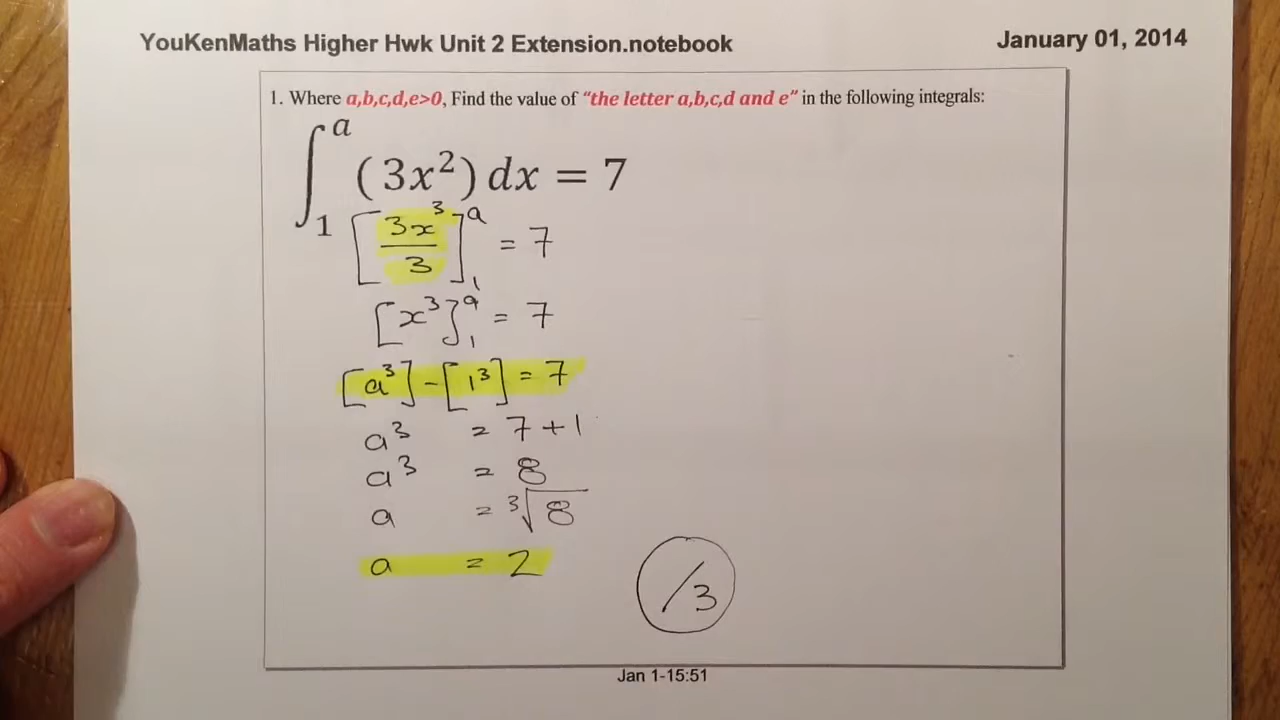 YouKenMaths Higher Hwk Unit 2 Extension.notebook
January 01, 2014
1. Where a,b,c,d,e>0, Find the value of "the letter a,b,c,d and e" in the following integrals:
∫₁ᵃ (3x²) dx = 7
[3x³/3]₁ᵃ = 7
[x³]₁ᵃ = 7
[a³] - [1³] = 7
a³ = 7 + 1
a³ = 8
a = ³√8
a = 2
/3
Jan 1-15:51